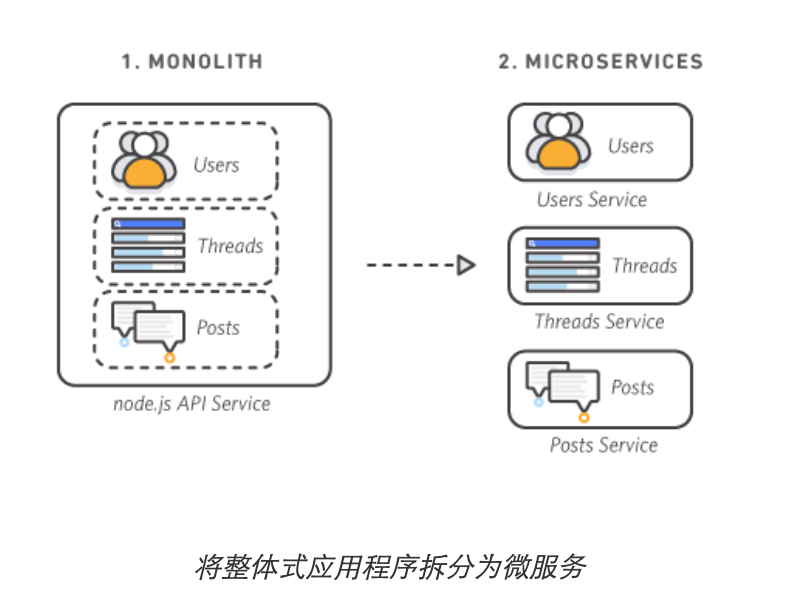 1. MONOLITH
Users
Threads
Posts
node.js API Service
2. MICROSERVICES
Users
Users Service
Threads
Threads Service
Posts
Posts Service
将整体式应用程序拆分为微服务